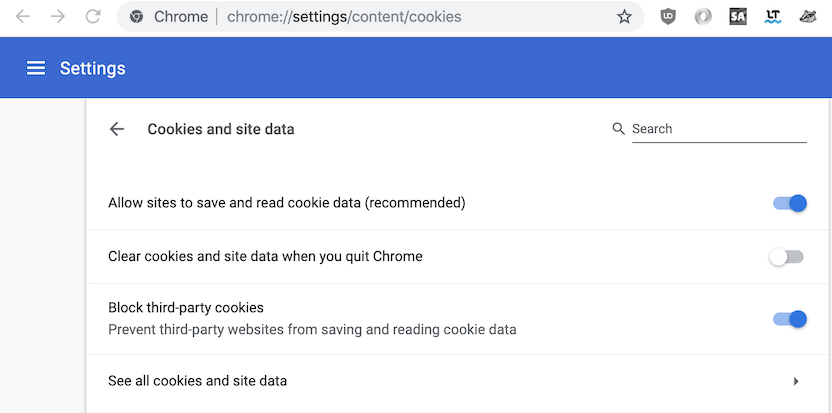 Chrome | chrome://settings/content/cookies
UO
SA
LT
Settings
Cookies and site data
Search
Allow sites to save and read cookie data (recommended)
Clear cookies and site data when you quit Chrome
Block third-party cookies
Prevent third-party websites from saving and reading cookie data
See all cookies and site data